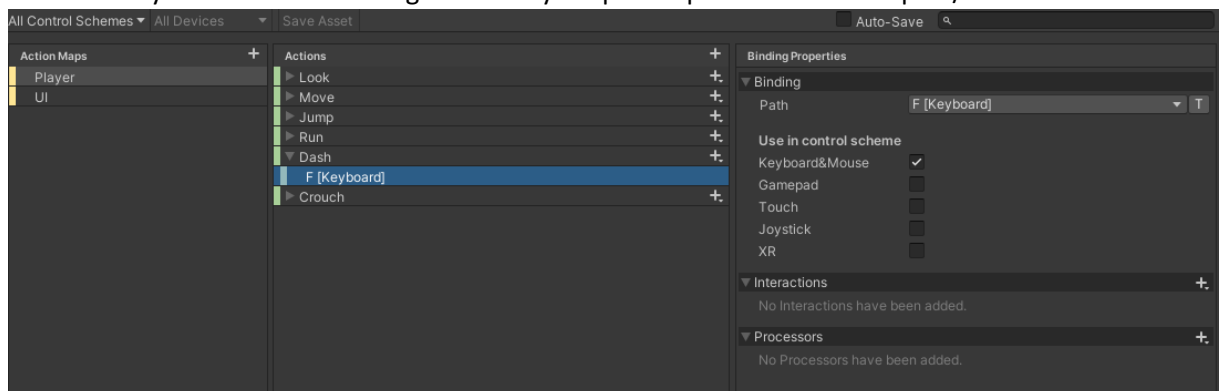 All Control Schemes All Devices Save Asset Auto-Save
Action Maps
Player
UI
Actions
Look
Move
Jump
Run
Dash
F [Keyboard]
Crouch
Binding Properties
Binding
Path F [Keyboard] T
Use in control scheme
Keyboard&Mouse
Gamepad
Touch
Joystick
XR
Interactions
No Interactions have been added.
Processors
No Processors have been added.